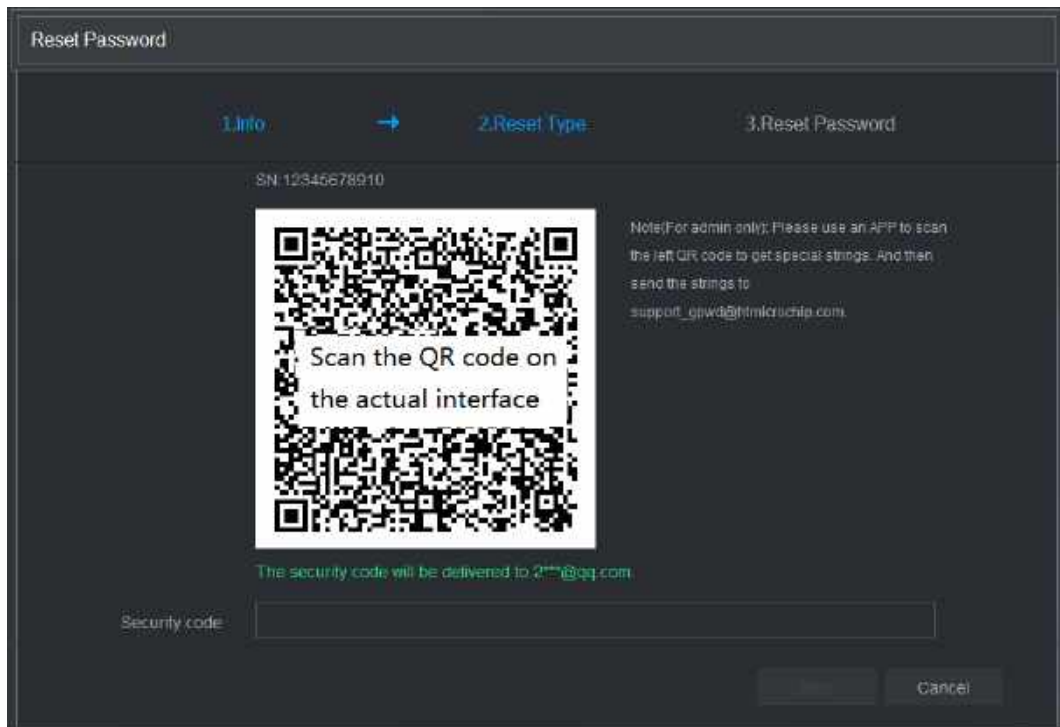 Reset Password
1.Info → 2.Reset Type 3.Reset Password
SN:12345678910
Note(For admin only): Please use an APP to scan
the left QR code to get special strings. And then
send the strings to
support_gpwd@htmicrochip.com.
Scan the QR code on
the actual interface
The security code will be delivered to 2***@qq.com.
Security code
Cancel